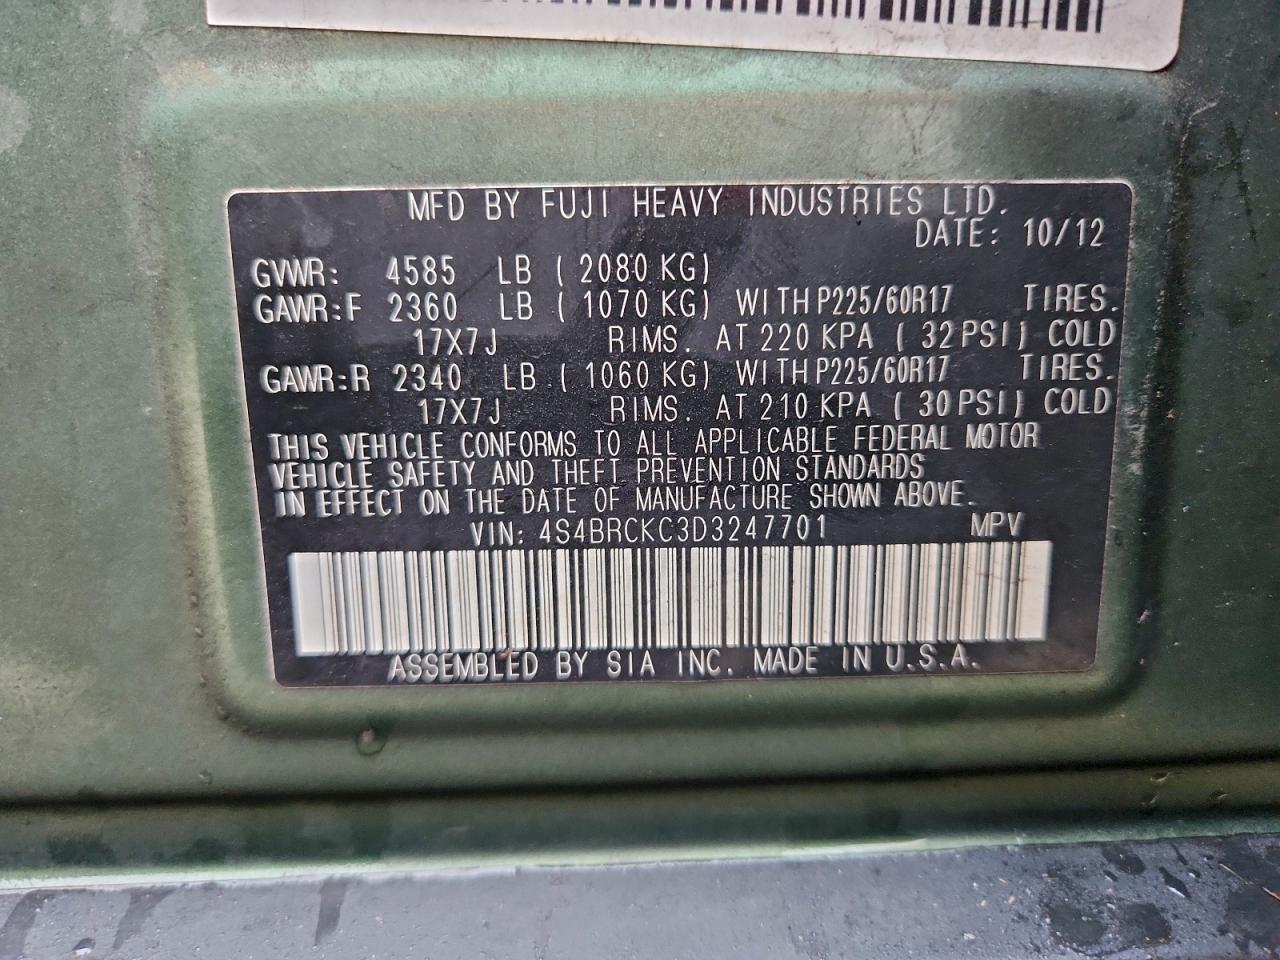 MFD BY FUJI HEAVY INDUSTRIES LTD.
DATE: 10/12
GVWR: 4585 LB (2080 KG)
GAWR:F 2360 LB (1070 KG) WITH P225/60R17 TIRES.
17X7J RIMS. AT 220 KPA (32 PSI) COLD
GAWR:R 2340 LB (1060 KG) WITH P225/60R17 TIRES.
17X7J RIMS. AT 210 KPA (30 PSI) COLD
THIS VEHICLE CONFORMS TO ALL APPLICABLE FEDERAL MOTOR
VEHICLE SAFETY AND THEFT PREVENTION STANDARDS
IN EFFECT ON THE DATE OF MANUFACTURE SHOWN ABOVE.
VIN: 4S4BRCKC3D3247701 MPV
ASSEMBLED BY SIA INC. MADE IN U.S.A.